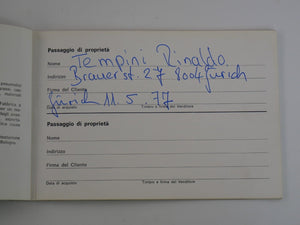 Passaggio di proprietà
Nome Tempini Rinaldo
Indirizzo Brauerst. 27 8004 Zürich
Firma del Cliente
Zürich 11.5.77
Data di acquisto Timbro e firma del Venditore
Passaggio di proprietà
Nome
Indirizzo
Firma del Cliente
Data di acquisto Timbro e firma del Venditore